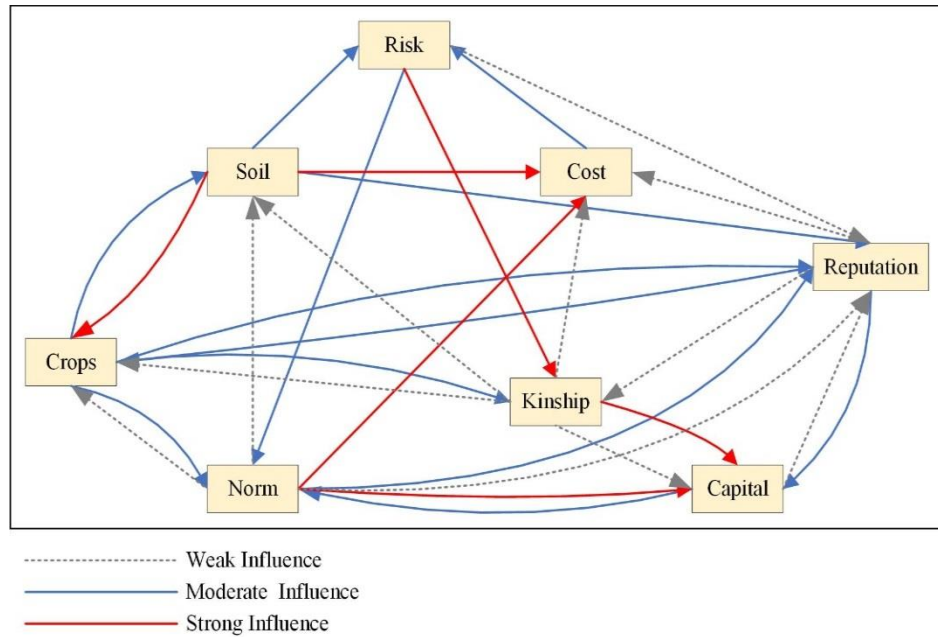 Risk
Soil
Cost
Reputation
Crops
Kinship
Norm
Capital
Weak Influence
Moderate Influence
Strong Influence